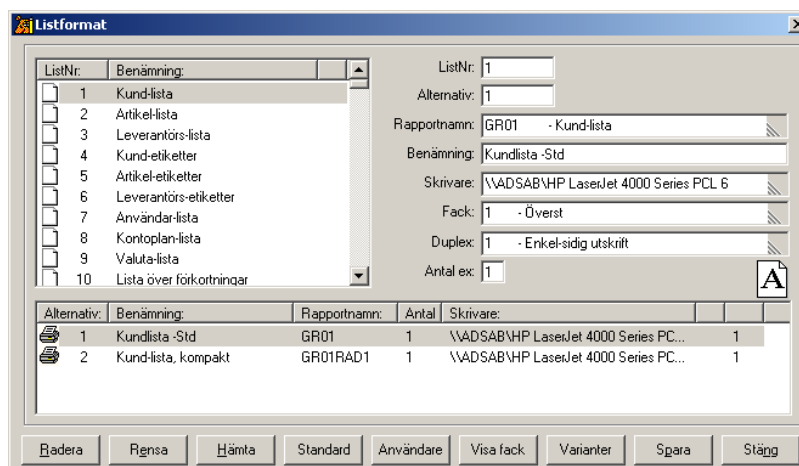 Listformat
ListNr: Benämning:
1 Kund-lista
2 Artikel-lista
3 Leverantörs-lista
4 Kund-etiketter
5 Artikel-etiketter
6 Leverantörs-etiketter
7 Användar-lista
8 Kontoplan-lista
9 Valuta-lista
10 Lista över förkortningar
ListNr: 1
Alternativ: 1
Rapportnamn: GR01 - Kund-lista
Benämning: Kundlista -Std
Skrivare: \\ADSAB\HP LaserJet 4000 Series PCL 6
Fack: 1 - Överst
Duplex: 1 - Enkel-sidig utskrift
Antal ex: 1
A
Alternativ: Benämning: Rapportnamn: Antal Skrivare:
1 Kundlista -Std GR01 1 \\ADSAB\HP LaserJet 4000 Series PC... 1
2 Kund-lista, kompakt GR01RAD1 1 \\ADSAB\HP LaserJet 4000 Series PC... 1
Radera Rensa Hämta Standard Användare Visa fack Varianter Spara Stäng